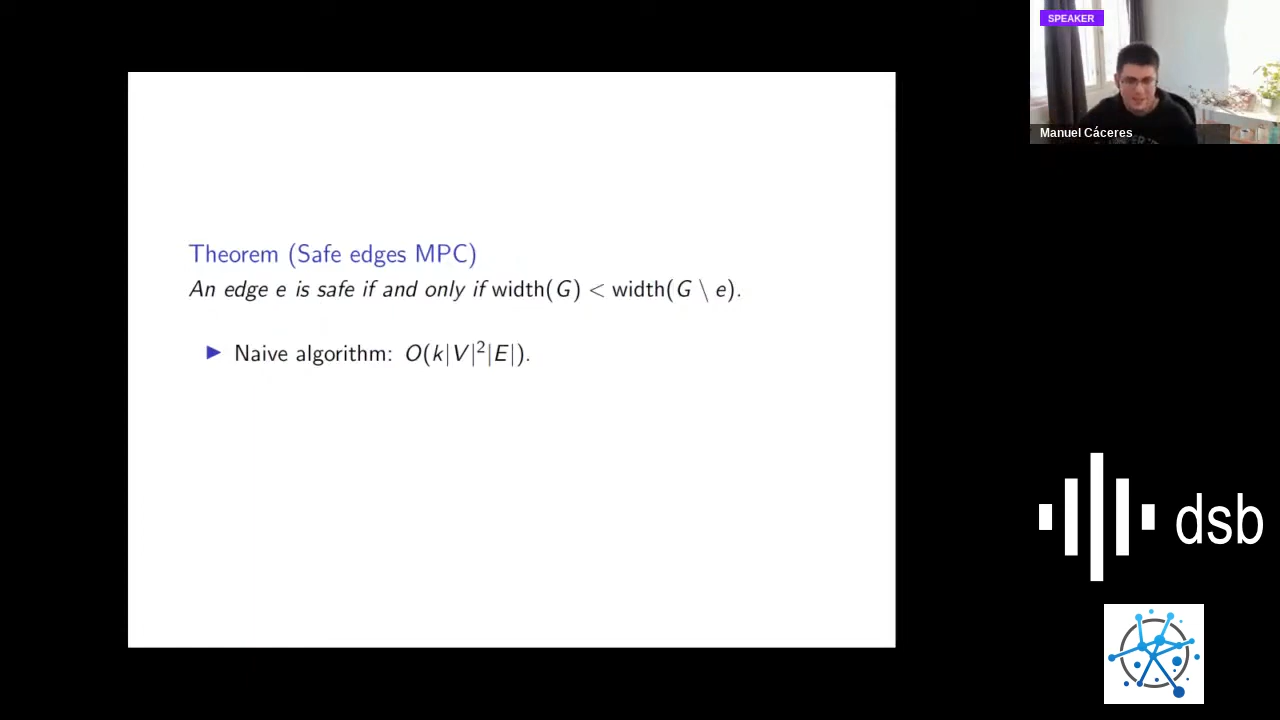 SPEAKER
Manuel Cáceres
Theorem (Safe edges MPC)
An edge e is safe if and only if width(G) < width(G \ e).
▶ Naive algorithm: O(k|V|²|E|).
dsb